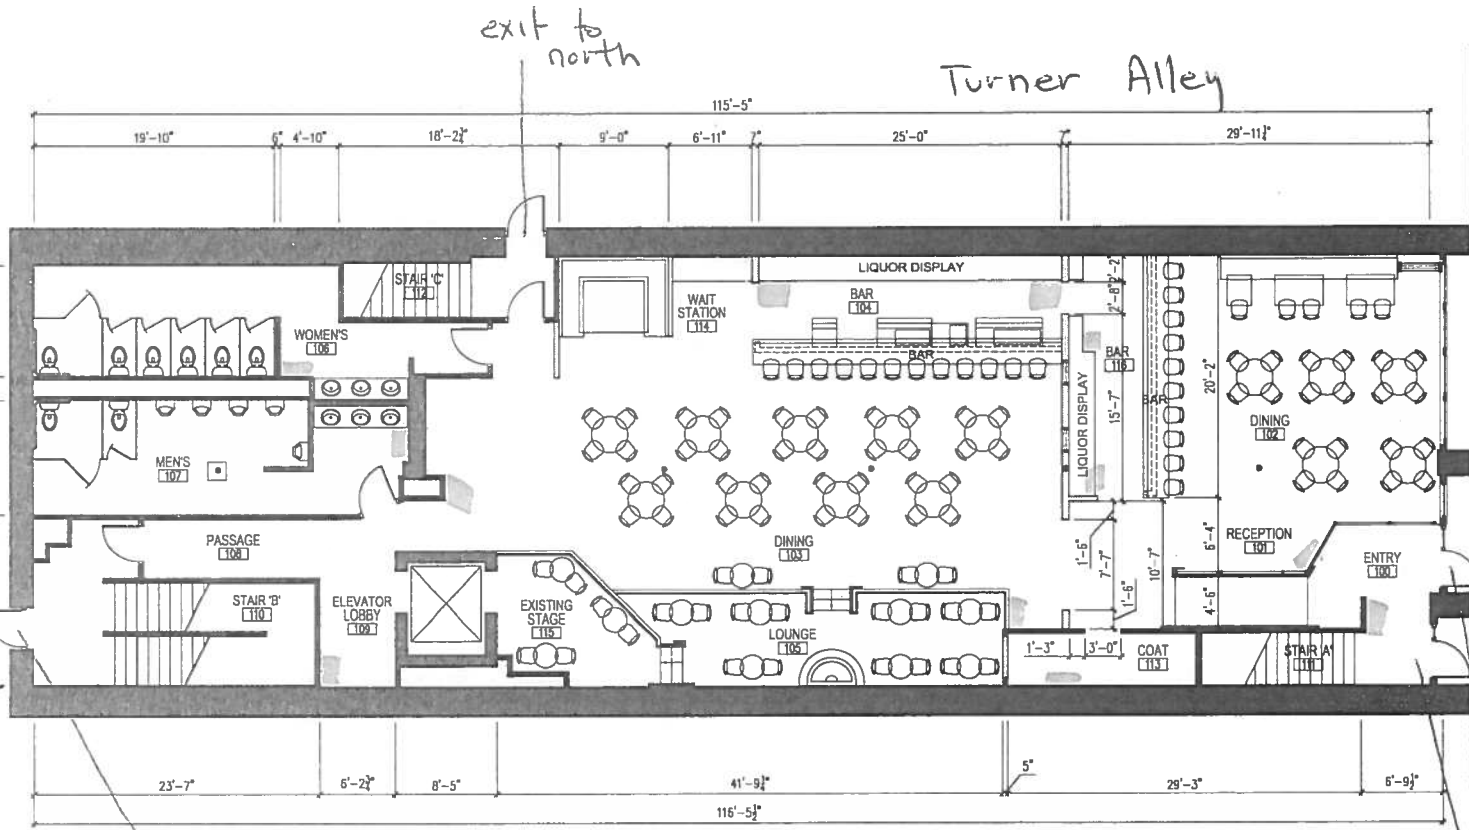 exit to
north
Turner Alley
115'-5"
19'-10"
6"
4'-10"
18'-2¾"
9'-0"
6'-11"
7"
25'-0"
7"
29'-11¾"
STAIR 'C'
112
WAIT
STATION
114
LIQUOR DISPLAY
BAR
104
BAR
2'-2"
2'-8"
BAR
116
LIQUOR DISPLAY
15'-7"
BAR
20'-2"
DINING
102
WOMEN'S
106
MEN'S
107
PASSAGE
108
STAIR 'B'
110
ELEVATOR
LOBBY
109
EXISTING
STAGE
115
DINING
103
LOUNGE
105
1'-6"
7'-7"
1'-6"
10'-7"
6'-4"
4'-6"
RECEPTION
101
ENTRY
100
1'-3"
3'-0"
COAT
113
STAIR 'A'
111
23'-7"
6'-2¾"
8'-5"
41'-9¾"
5"
29'-3"
6'-9½"
116'-5½"